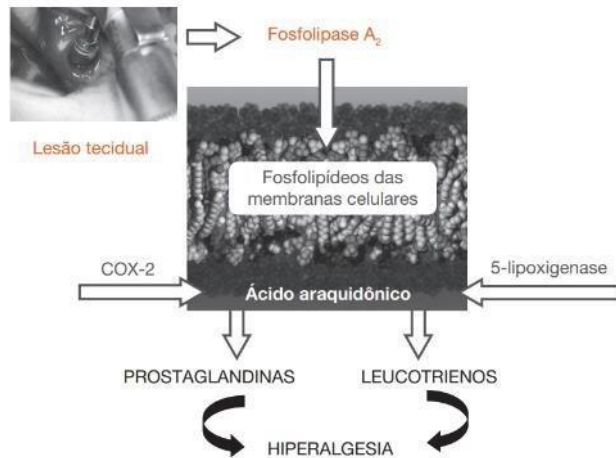 Fosfolipase A₂
Lesão tecidual
Fosfolipídeos das
membranas celulares
COX-2
5-lipoxigenase
Ácido araquidônico
PROSTAGLANDINAS
LEUCOTRIENOS
HIPERALGESIA